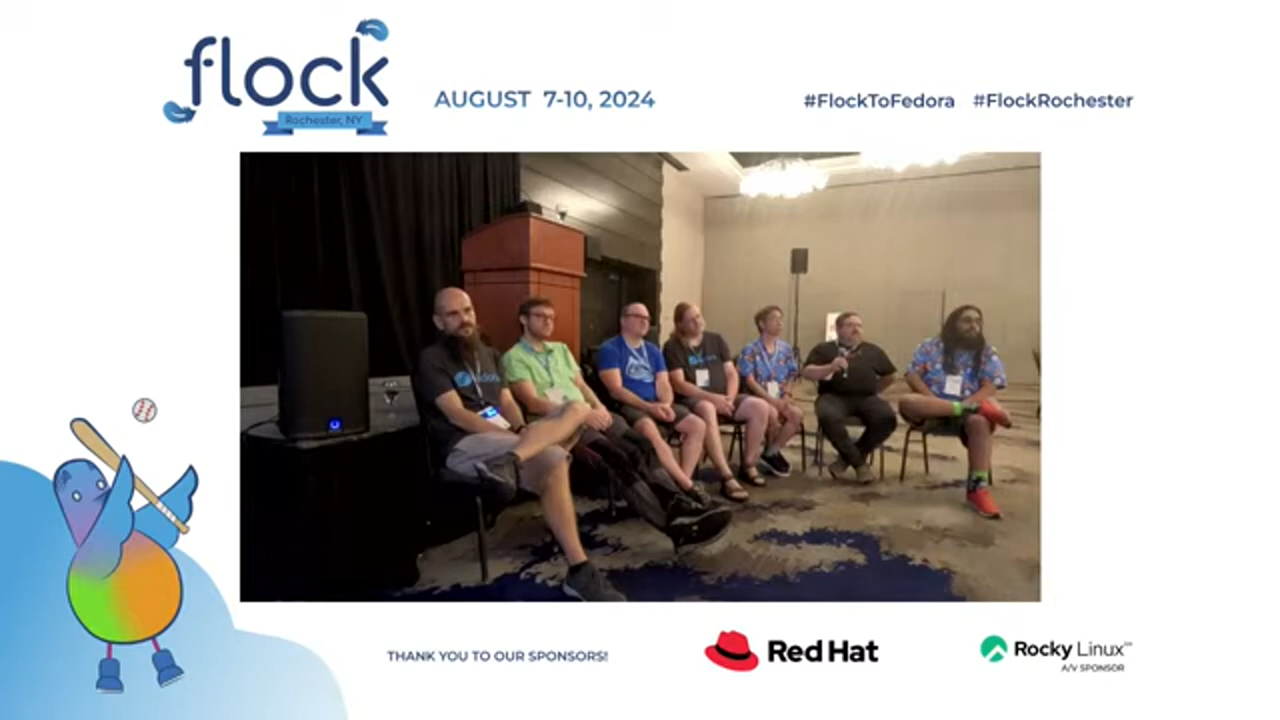 flock
Rochester, NY
AUGUST 7-10, 2024
#FlockToFedora #FlockRochester
THANK YOU TO OUR SPONSORS!
Red Hat
Rocky Linux
A/V SPONSOR